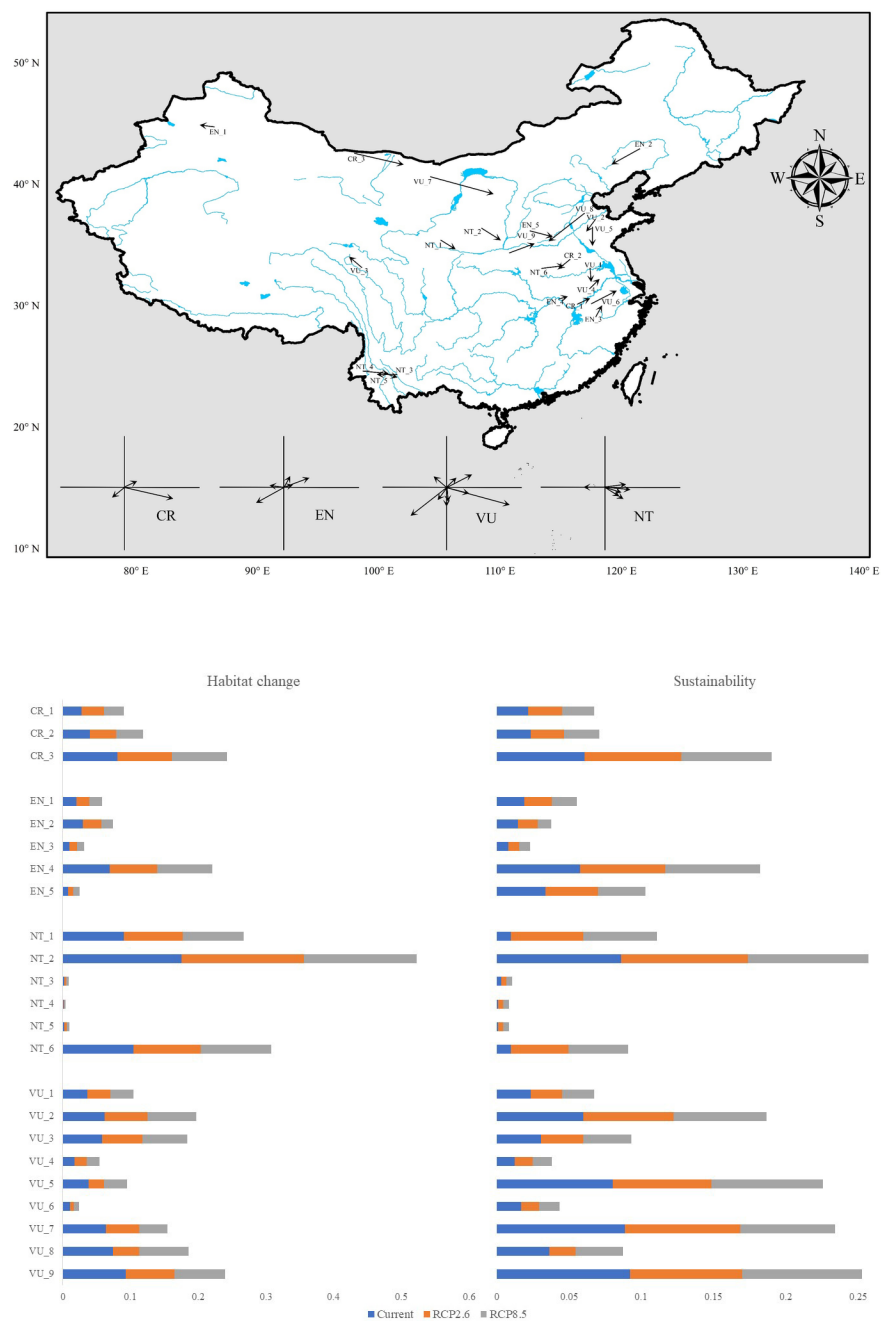 50° N
40° N
30° N
20° N
10° N
N
W E
S
EN_1
CR_3
VU_7
EN_2
VU_8
VU_2
EN_5
VU_5
NT_2
VU_9
NT_1
CR_2
VU_3
NT_6
VU_1
VU_4
EN_4
CR_1
VU_6
EN_3
NT_4
NT_3
NT_5
CR
EN
VU
NT
80° E 90° E 100° E 110° E 120° E 130° E 140° E
Habitat change
CR_1
CR_2
CR_3
EN_1
EN_2
EN_3
EN_4
EN_5
NT_1
NT_2
NT_3
NT_4
NT_5
NT_6
VU_1
VU_2
VU_3
VU_4
VU_5
VU_6
VU_7
VU_8
VU_9
0 0.1 0.2 0.3 0.4 0.5 0.6
Sustainability
0 0.05 0.1 0.15 0.2 0.25
Current RCP2.6 RCP8.5